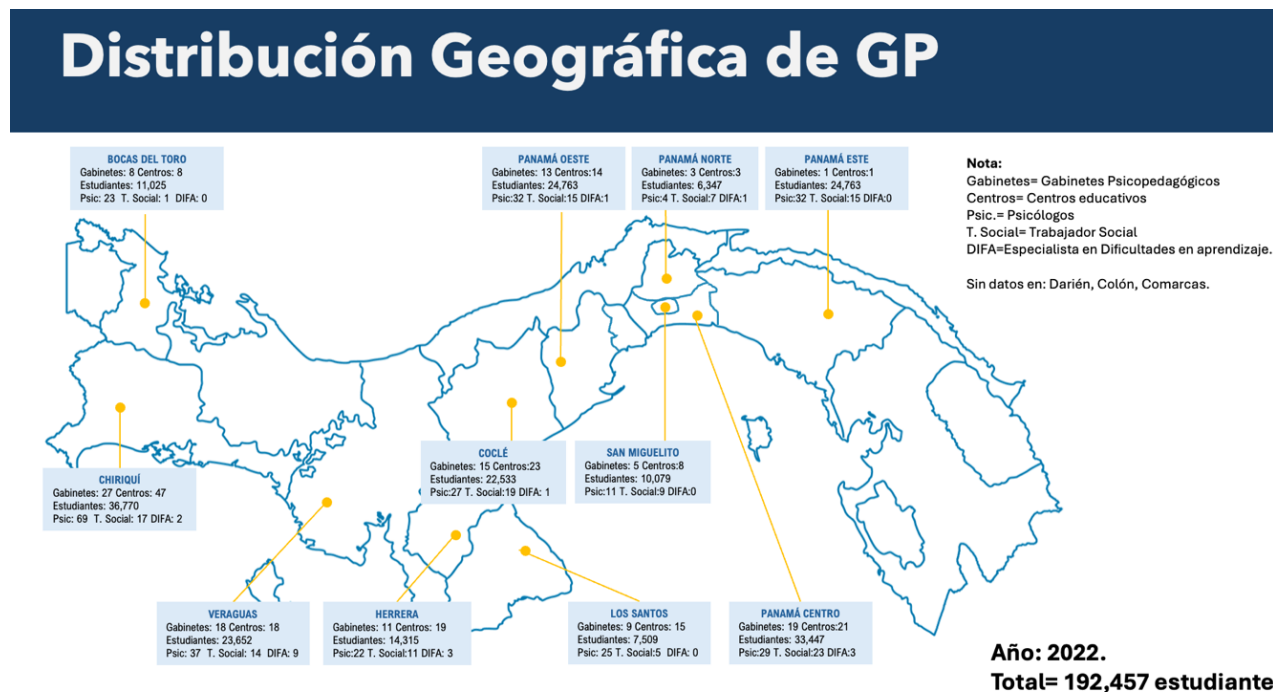 Distribución Geográfica de GP
BOCAS DEL TORO
Gabinetes: 8 Centros: 8
Estudiantes: 11,025
Psic: 23 T. Social: 1 DIFA: 0
PANAMÁ OESTE
Gabinetes: 13 Centros:14
Estudiantes: 24,763
Psic:32 T. Social:15 DIFA:1
PANAMÁ NORTE
Gabinetes: 3 Centros:3
Estudiantes: 6,347
Psic:4 T. Social:7 DIFA:1
PANAMÁ ESTE
Gabinetes: 1 Centros:1
Estudiantes: 24,763
Psic:32 T. Social:15 DIFA:0
Nota:
Gabinetes= Gabinetes Psicopedagógicos
Centros= Centros educativos
Psic.= Psicólogos
T. Social= Trabajador Social
DIFA=Especialista en Dificultades en aprendizaje.
Sin datos en: Darién, Colón, Comarcas.
CHIRIQUÍ
Gabinetes: 27 Centros: 47
Estudiantes: 36,770
Psic: 69 T. Social: 17 DIFA: 2
COCLÉ
Gabinetes: 15 Centros:23
Estudiantes: 22,533
Psic:27 T. Social:19 DIFA: 1
SAN MIGUELITO
Gabinetes: 5 Centros:8
Estudiantes: 10,079
Psic:11 T. Social:9 DIFA:0
VERAGUAS
Gabinetes: 18 Centros: 18
Estudiantes: 23,652
Psic: 37 T. Social: 14 DIFA: 9
HERRERA
Gabinetes: 11 Centros: 19
Estudiantes: 14,315
Psic:22 T. Social:11 DIFA: 3
LOS SANTOS
Gabinetes: 9 Centros: 15
Estudiantes: 7,509
Psic: 25 T. Social:5 DIFA: 0
PANAMÁ CENTRO
Gabinetes: 19 Centros:21
Estudiantes: 33,447
Psic:29 T. Social:23 DIFA:3
Año: 2022.
Total= 192,457 estudiante